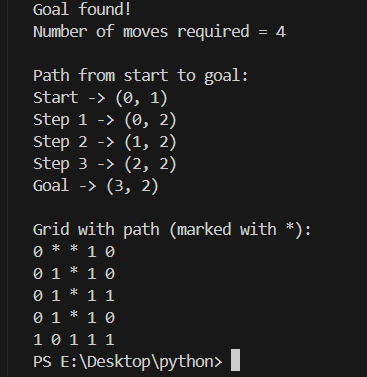 Goal found!
Number of moves required = 4
Path from start to goal:
Start -> (0, 1)
Step 1 -> (0, 2)
Step 2 -> (1, 2)
Step 3 -> (2, 2)
Goal -> (3, 2)
Grid with path (marked with *):
0 * * 1 0
0 1 * 1 0
0 1 * 1 1
0 1 * 1 0
1 0 1 1 1
PS E:\Desktop\python>